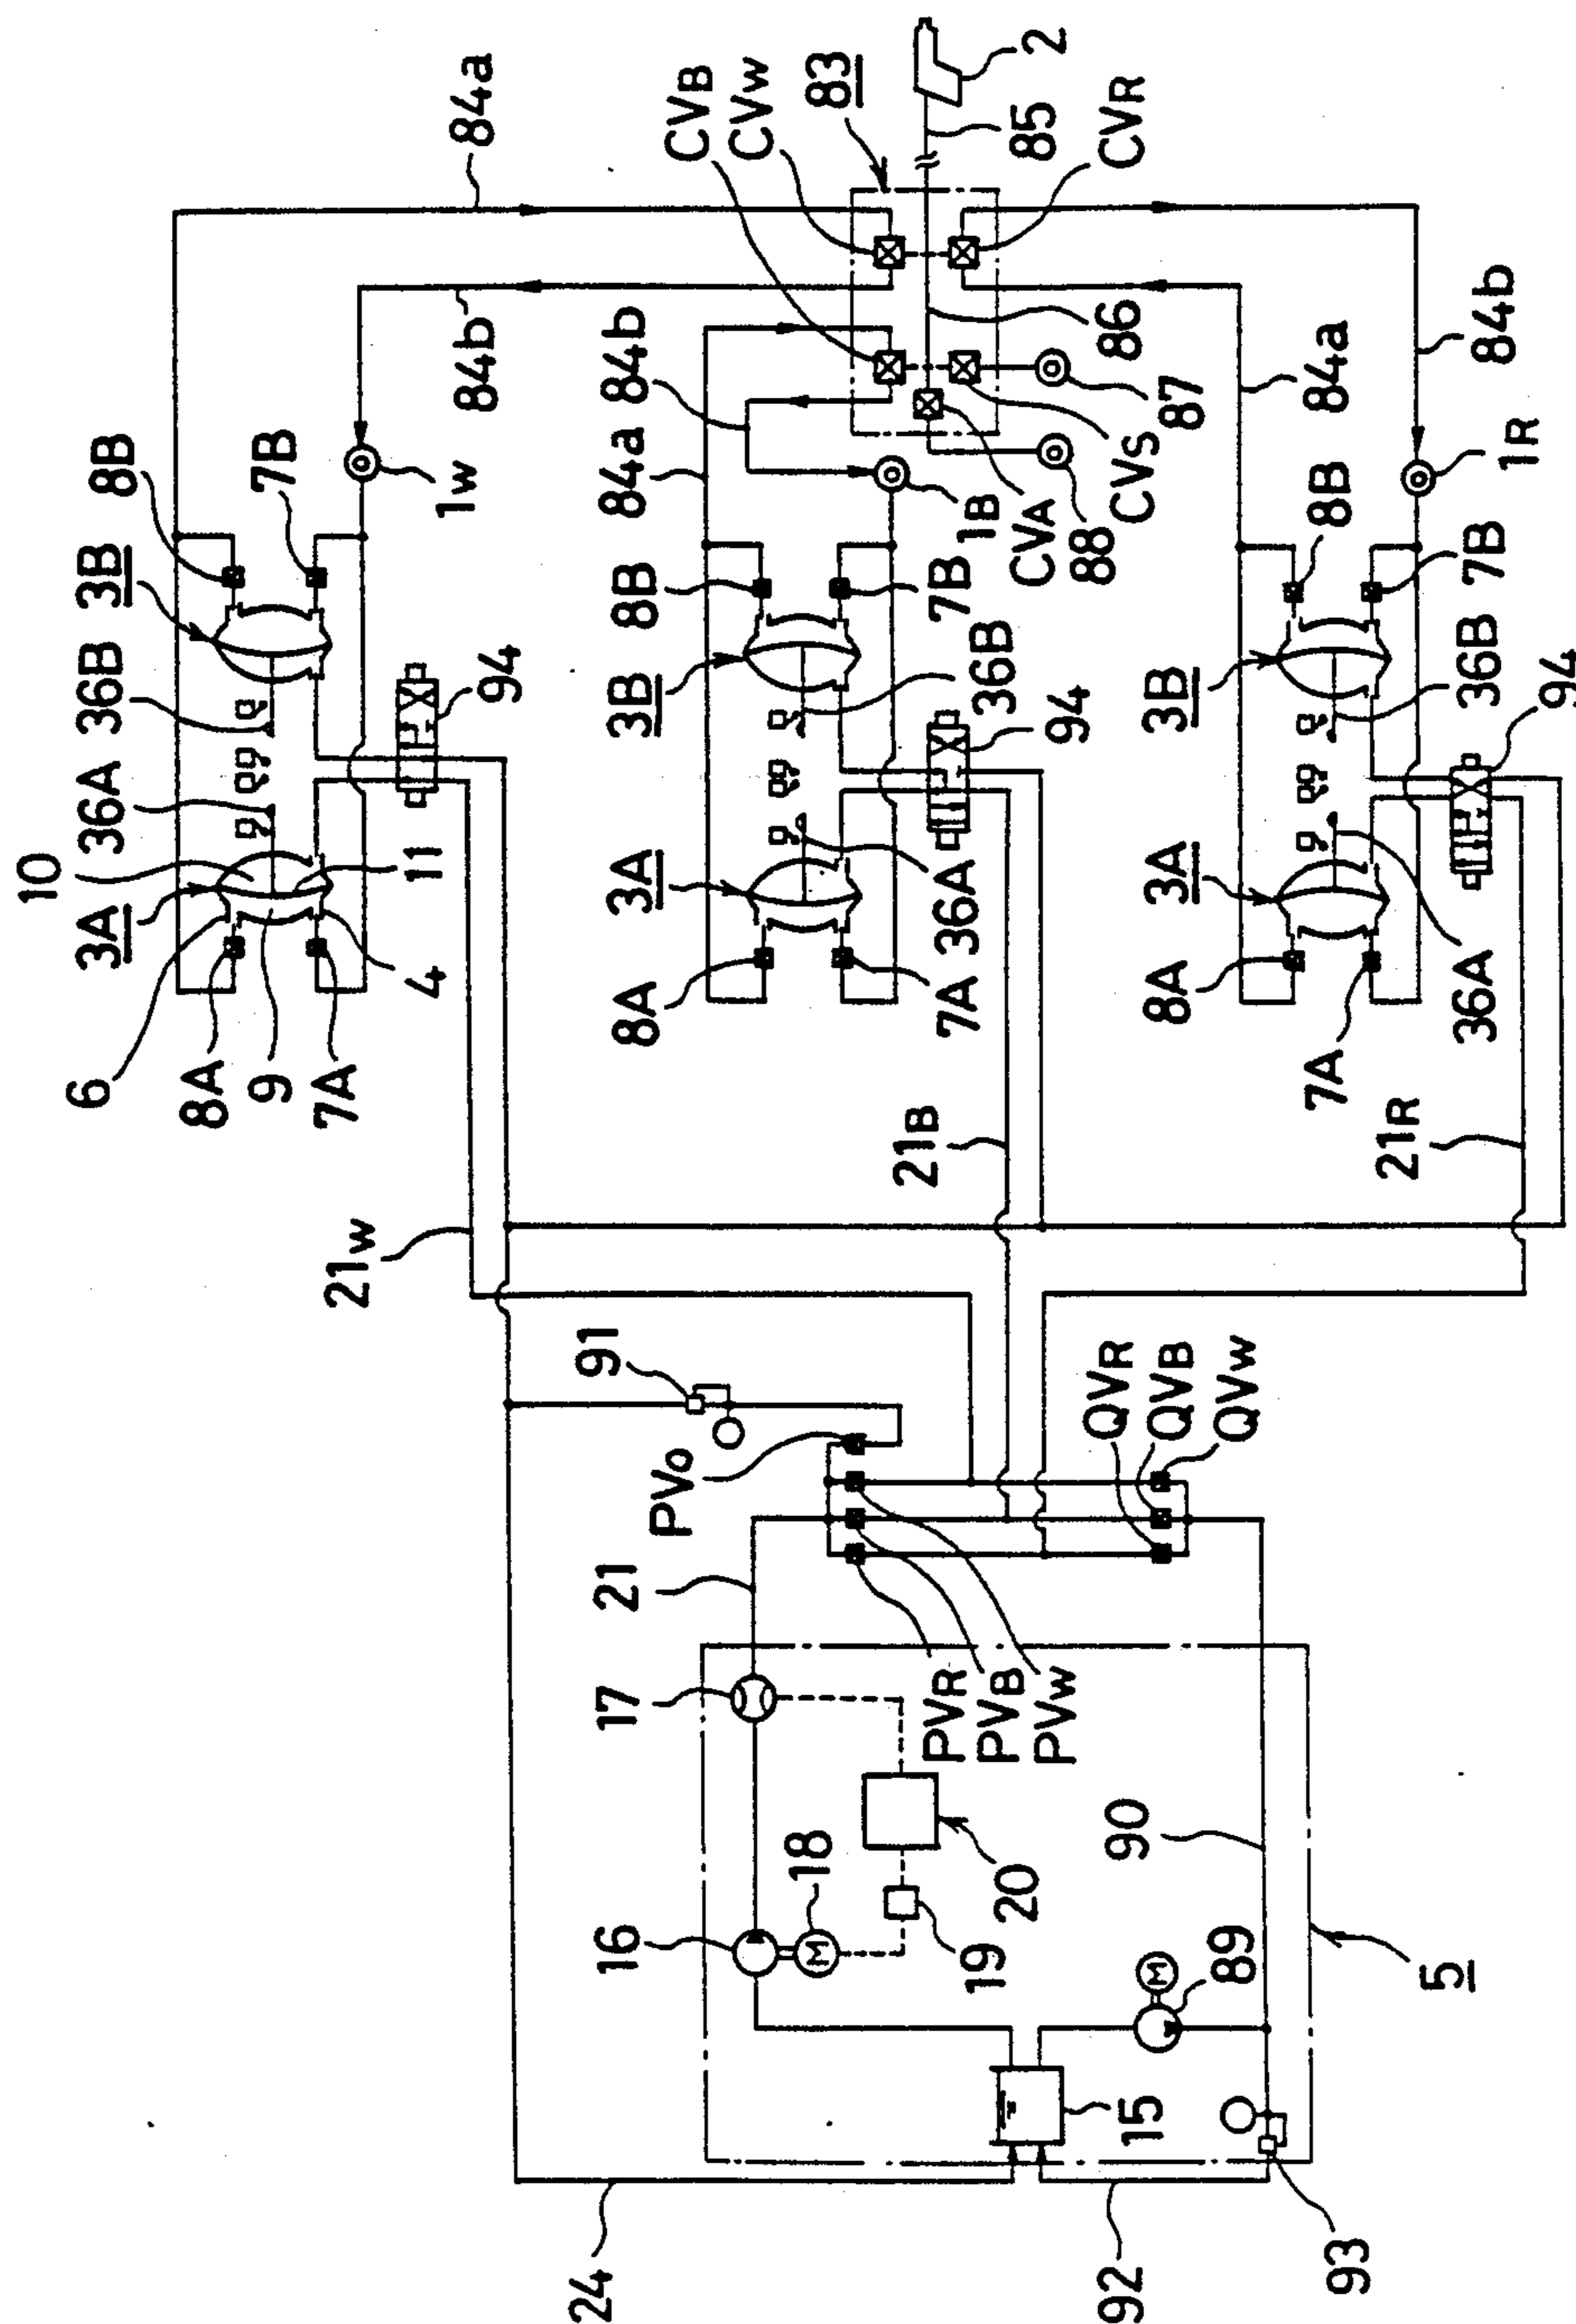 84a
CVB
CVW
83
2
85
CVR
84b
84b
84a
86
87
84a
84b
8B
7B
1W
1B
CVA
CVS
88
8B
7B
1R
3B
36B
94
8B
7B
3B
36B
94
3B
36B
94
10
36A
3A
11
3A
36A
3A
36A
6
8A
9
7A
4
8A
7A
8A
7A
21W
21B
21R
91
PVO
QVR
QVB
QVW
21
17
PVR
PVB
PVW
16
M
18
19
20
90
M
89
5
15
24
92
93